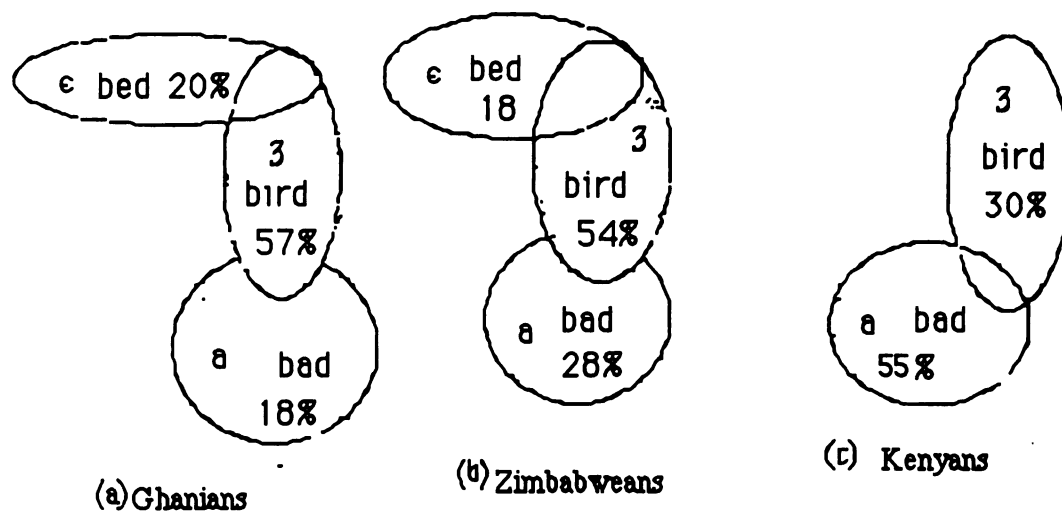 ɛ bed 20%
3
bird
57%
a bad
18%
(a) Ghanians
ɛ bed
18
3
bird
54%
a bad
28%
(b) Zimbabweans
3
bird
30%
a bad
55%
(c) Kenyans